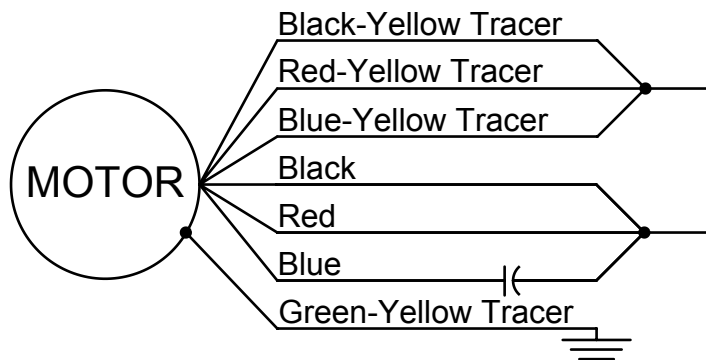 Black-Yellow Tracer
Red-Yellow Tracer
Blue-Yellow Tracer
MOTOR
Black
Red
Blue
Green-Yellow Tracer